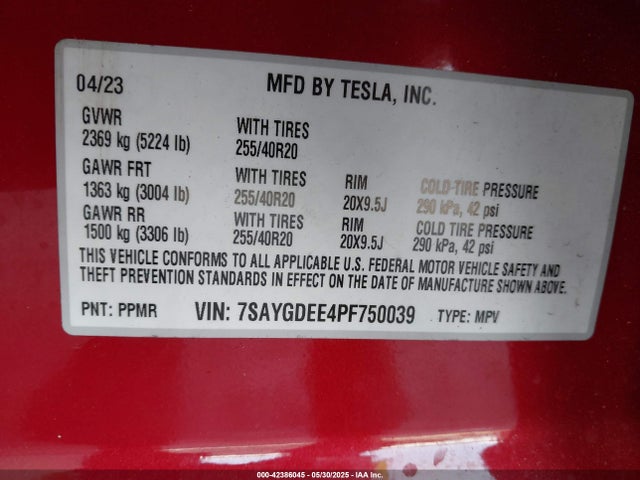 04/23 MFD BY TESLA, INC.
GVWR
2369 kg (5224 lb) WITH TIRES 255/40R20
GAWR FRT
1363 kg (3004 lb) WITH TIRES 255/40R20 RIM 20X9.5J COLD TIRE PRESSURE 290 kPa, 42 psi
GAWR RR
1500 kg (3306 lb) WITH TIRES 255/40R20 RIM 20X9.5J COLD TIRE PRESSURE 290 kPa, 42 psi
THIS VEHICLE CONFORMS TO ALL APPLICABLE U.S. FEDERAL MOTOR VEHICLE SAFETY AND
THEFT PREVENTION STANDARDS IN EFFECT ON THE DATE OF MANUFACTURE SHOWN ABOVE.
PNT: PPMR VIN: 7SAYGDEE4PF750039 TYPE: MPV
000-42386045 - 05/30/2025 - IAA Inc.